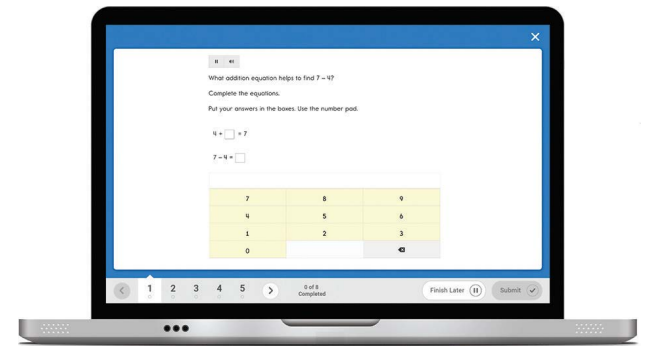 What addition equation helps to find 7 – 4?
Complete the equations.
Put your answers in the boxes. Use the number pad.
4 + = 7
7 – 4 =
7 8 9
4 5 6
1 2 3
0
1 2 3 4 5
0 of 8
Completed
Finish Later
Submit